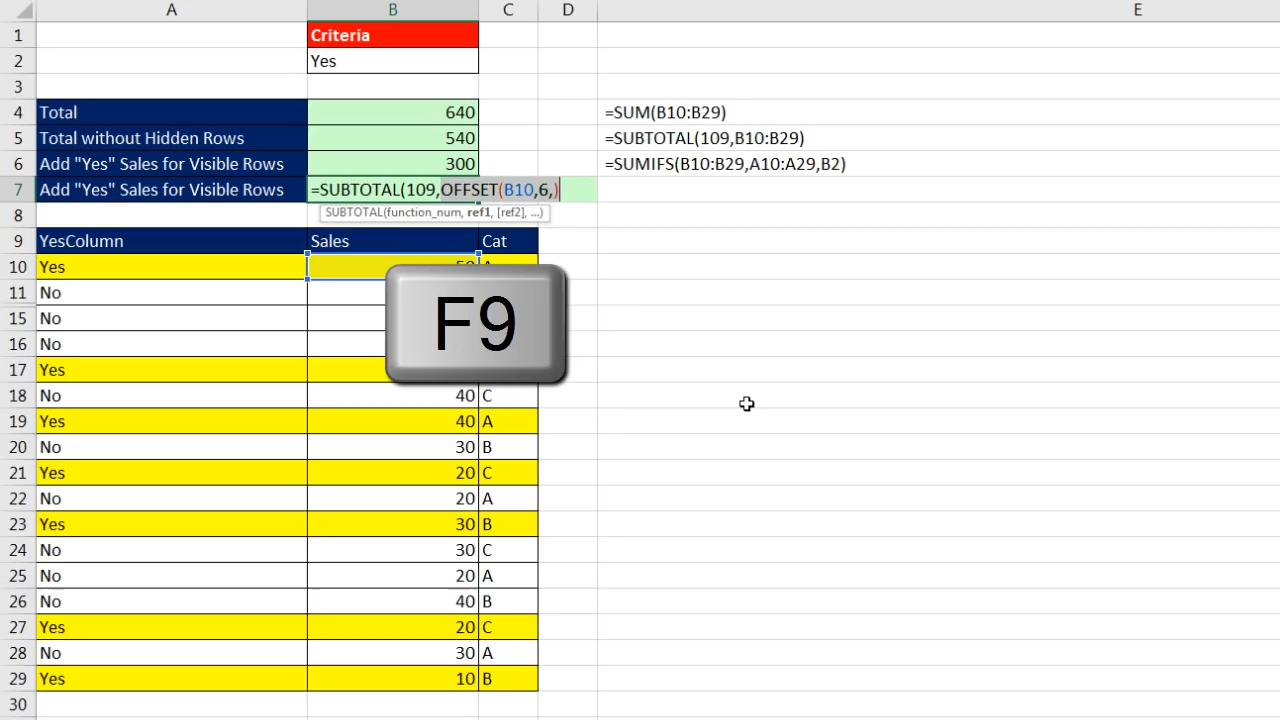 A B C D E
1 Criteria
2 Yes
3
4 Total 640 =SUM(B10:B29)
5 Total without Hidden Rows 540 =SUBTOTAL(109,B10:B29)
6 Add "Yes" Sales for Visible Rows 300 =SUMIFS(B10:B29,A10:A29,B2)
7 Add "Yes" Sales for Visible Rows =SUBTOTAL(109,OFFSET(B10,6,)
SUBTOTAL(function_num, ref1, [ref2], ...)
8
9 YesColumn Sales Cat
10 Yes
11 No
F9
15 No
16 No
17 Yes
18 No 40 C
19 Yes 40 A
20 No 30 B
21 Yes 20 C
22 No 20 A
23 Yes 30 B
24 No 30 C
25 No 20 A
26 No 40 B
27 Yes 20 C
28 No 30 A
29 Yes 10 B
30